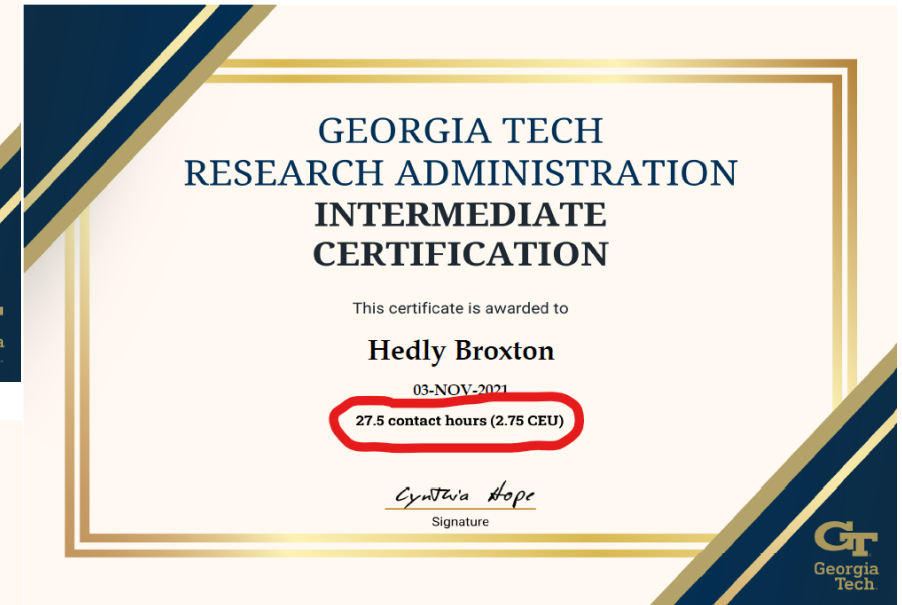 GEORGIA TECH
RESEARCH ADMINISTRATION
INTERMEDIATE
CERTIFICATION
This certificate is awarded to
Hedly Broxton
03-NOV-2021
27.5 contact hours (2.75 CEU)
Cynthia Hope
Signature
GT
Georgia
Tech